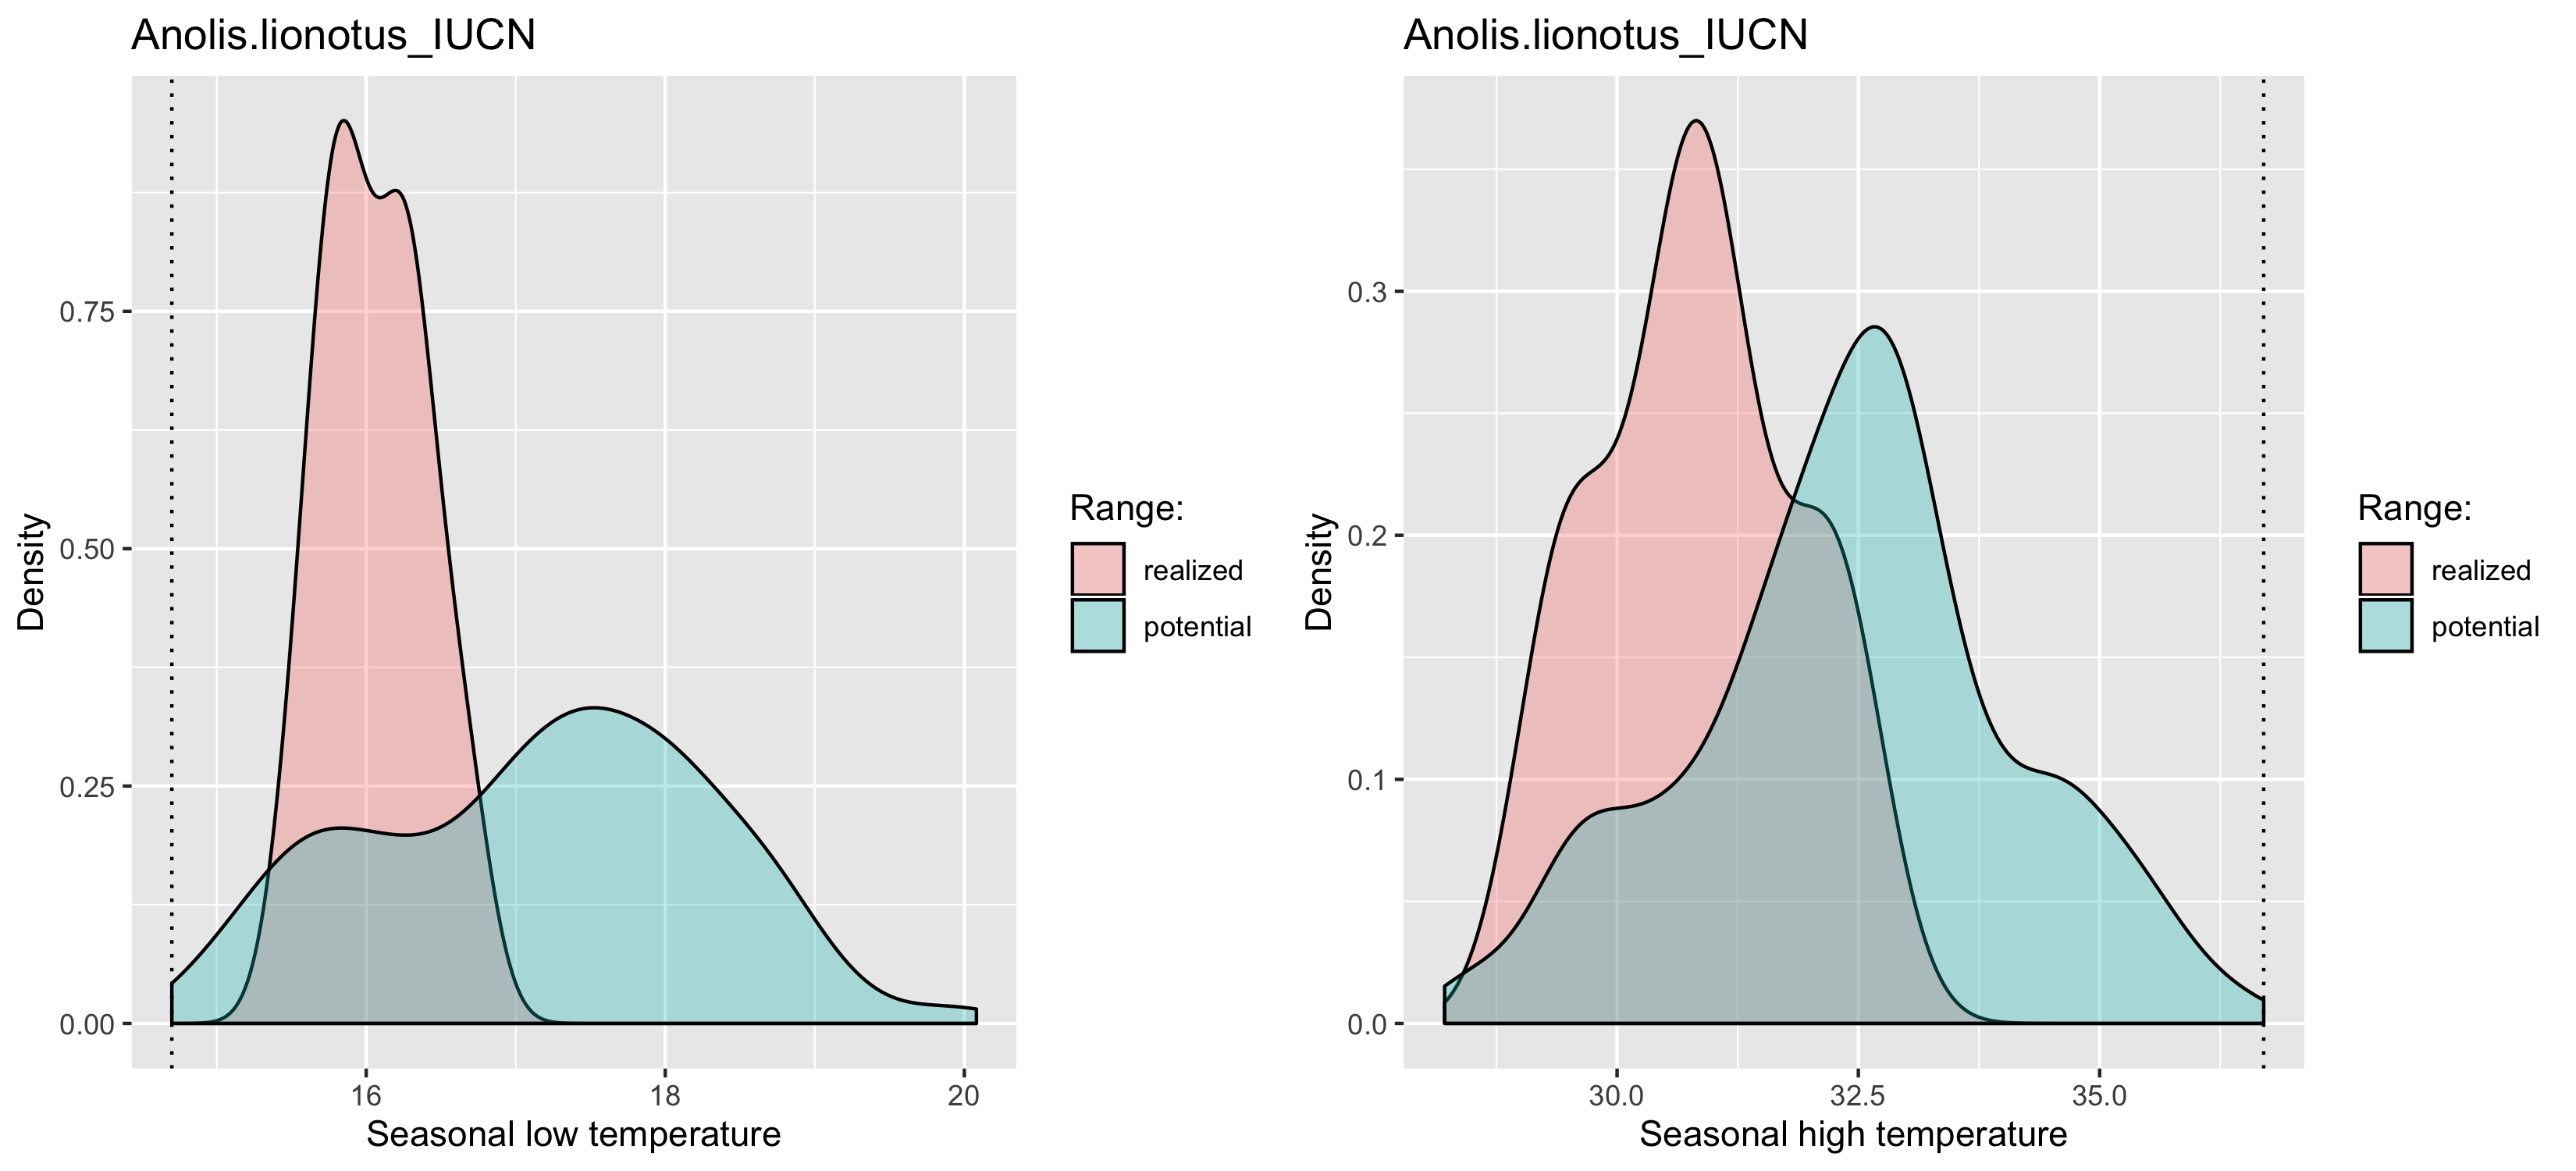 Anolis.lionotus_IUCN
Density
0.75
0.50
0.25
0.00
16 18 20
Seasonal low temperature
Range:
realized
potential
Anolis.lionotus_IUCN
Density
0.3
0.2
0.1
0.0
30.0 32.5 35.0
Seasonal high temperature
Range:
realized
potential